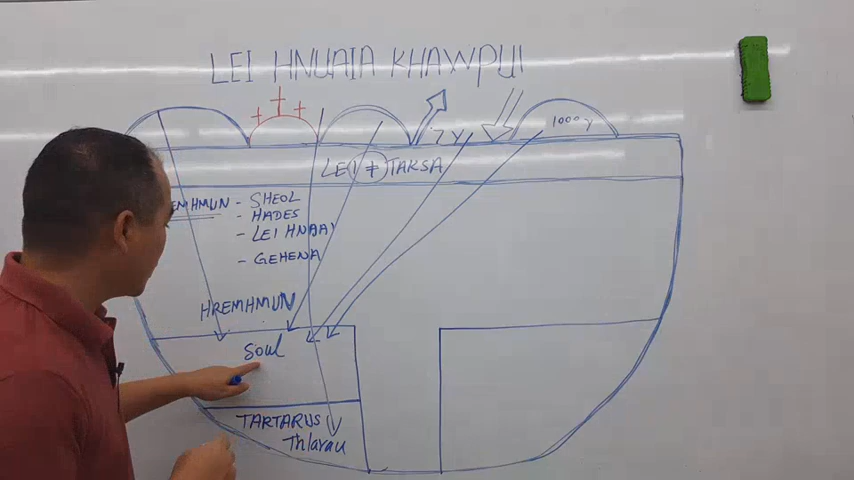 LEI HNUAIA KHAWPUI
7 Y
1000 Y
LEI ≠ TAKSA
EMHMUN - SHEOL
- HADES
- LEI HNUAI
- GEHENA
HREMHMUN
Soul
TARTARUS
Thlarau